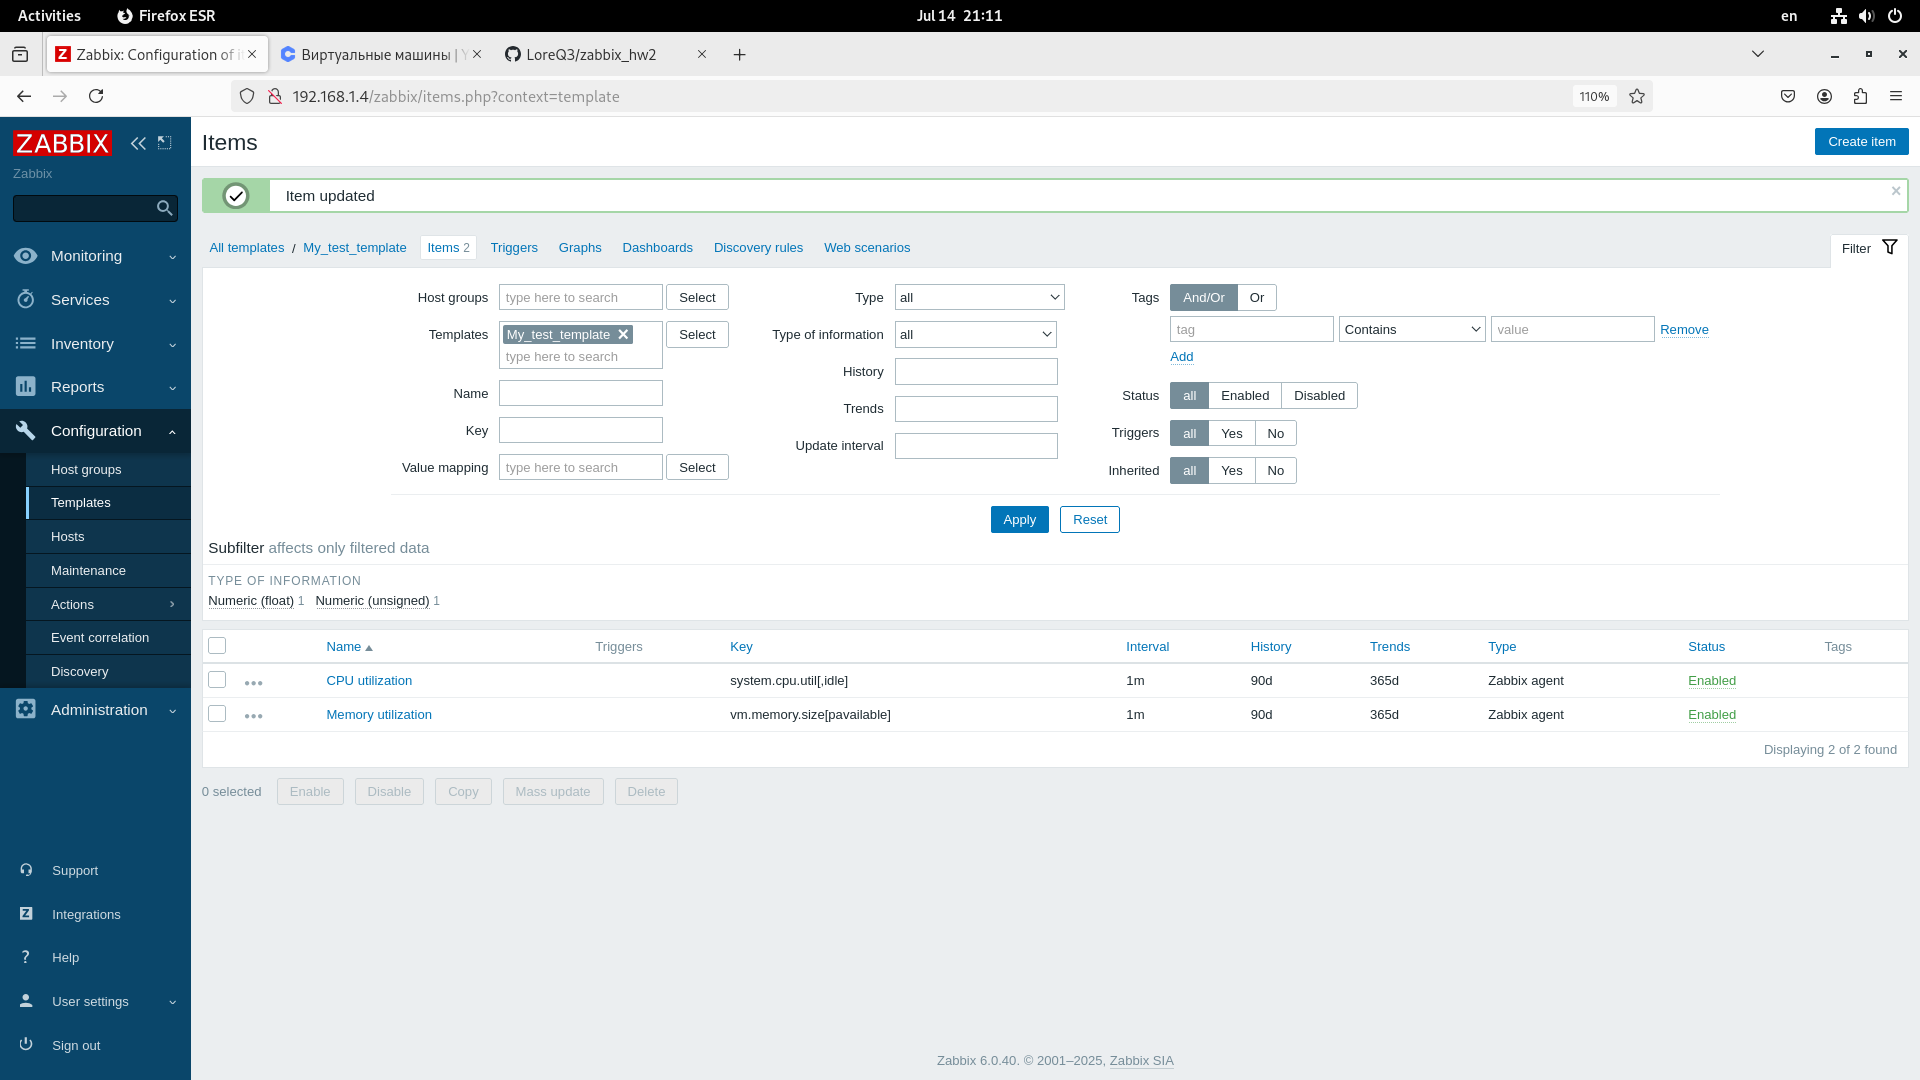 Activities
Firefox ESR
Jul 14 21:11
en
Zabbix: Configuration of i
Виртуальные машины | Y
LoreQ3/zabbix_hw2
192.168.1.4/zabbix/items.php?context=template
110%
ZABBIX
Zabbix
Monitoring
Services
Inventory
Reports
Configuration
Host groups
Templates
Hosts
Maintenance
Actions
Event correlation
Discovery
Administration
Support
Integrations
Help
User settings
Sign out
Items
Create item
Item updated
All templates / My_test_template Items 2 Triggers Graphs Dashboards Discovery rules Web scenarios
Filter
Host groups type here to search Select
Templates My_test_template Select
type here to search
Name
Key
Value mapping type here to search Select
Type all
Type of information all
History
Trends
Update interval
Tags And/Or Or
tag Contains value Remove
Add
Status all Enabled Disabled
Triggers all Yes No
Inherited all Yes No
Apply Reset
Subfilter affects only filtered data
TYPE OF INFORMATION
Numeric (float) 1 Numeric (unsigned) 1
Name Triggers Key Interval History Trends Type Status Tags
CPU utilization system.cpu.util[,idle] 1m 90d 365d Zabbix agent Enabled
Memory utilization vm.memory.size[pavailable] 1m 90d 365d Zabbix agent Enabled
Displaying 2 of 2 found
0 selected Enable Disable Copy Mass update Delete
Zabbix 6.0.40. © 2001–2025, Zabbix SIA